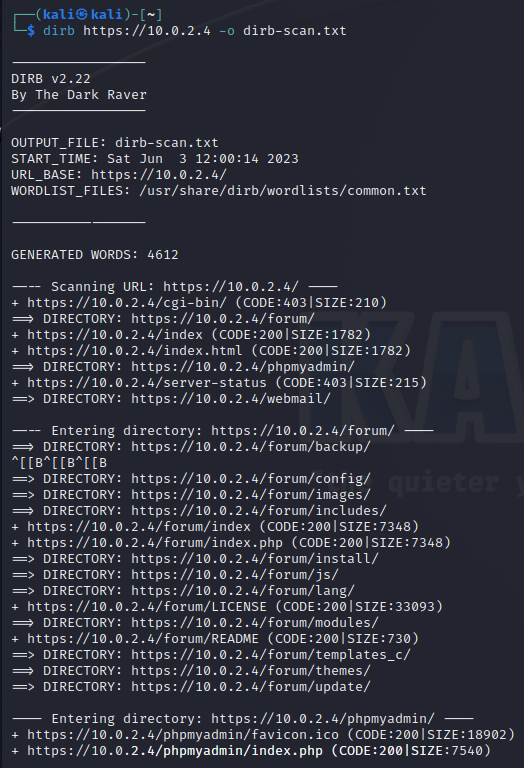 ┌──(kali㉿kali)-[~]
└─$ dirb https://10.0.2.4 -o dirb-scan.txt
-----------------
DIRB v2.22
By The Dark Raver
-----------------
OUTPUT_FILE: dirb-scan.txt
START_TIME: Sat Jun  3 12:00:14 2023
URL_BASE: https://10.0.2.4/
WORDLIST_FILES: /usr/share/dirb/wordlists/common.txt
-----------------
GENERATED WORDS: 4612
---- Scanning URL: https://10.0.2.4/ ----
+ https://10.0.2.4/cgi-bin/ (CODE:403|SIZE:210)
==> DIRECTORY: https://10.0.2.4/forum/
+ https://10.0.2.4/index (CODE:200|SIZE:1782)
+ https://10.0.2.4/index.html (CODE:200|SIZE:1782)
==> DIRECTORY: https://10.0.2.4/phpmyadmin/
+ https://10.0.2.4/server-status (CODE:403|SIZE:215)
==> DIRECTORY: https://10.0.2.4/webmail/
---- Entering directory: https://10.0.2.4/forum/ ----
==> DIRECTORY: https://10.0.2.4/forum/backup/
^[[B^[[B^[[B
==> DIRECTORY: https://10.0.2.4/forum/config/
==> DIRECTORY: https://10.0.2.4/forum/images/
==> DIRECTORY: https://10.0.2.4/forum/includes/
+ https://10.0.2.4/forum/index (CODE:200|SIZE:7348)
+ https://10.0.2.4/forum/index.php (CODE:200|SIZE:7348)
==> DIRECTORY: https://10.0.2.4/forum/install/
==> DIRECTORY: https://10.0.2.4/forum/js/
==> DIRECTORY: https://10.0.2.4/forum/lang/
+ https://10.0.2.4/forum/LICENSE (CODE:200|SIZE:33093)
==> DIRECTORY: https://10.0.2.4/forum/modules/
+ https://10.0.2.4/forum/README (CODE:200|SIZE:730)
==> DIRECTORY: https://10.0.2.4/forum/templates_c/
==> DIRECTORY: https://10.0.2.4/forum/themes/
==> DIRECTORY: https://10.0.2.4/forum/update/
---- Entering directory: https://10.0.2.4/phpmyadmin/ ----
+ https://10.0.2.4/phpmyadmin/favicon.ico (CODE:200|SIZE:18902)
+ https://10.0.2.4/phpmyadmin/index.php (CODE:200|SIZE:7540)
KA
quieter